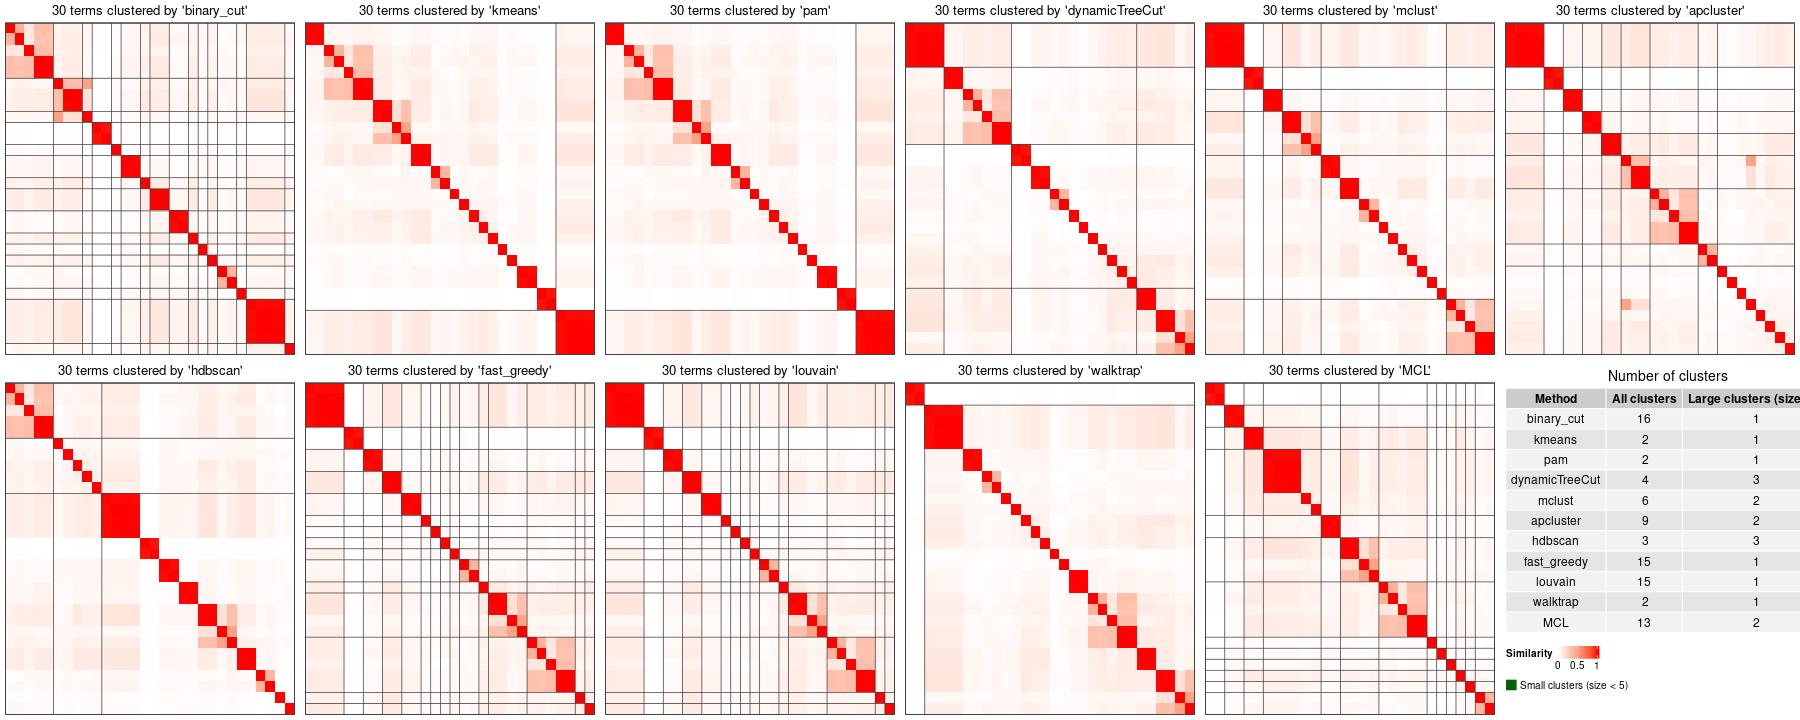 30 terms clustered by 'binary_cut'
30 terms clustered by 'kmeans'
30 terms clustered by 'pam'
30 terms clustered by 'dynamicTreeCut'
30 terms clustered by 'mclust'
30 terms clustered by 'apcluster'
30 terms clustered by 'hdbscan'
30 terms clustered by 'fast_greedy'
30 terms clustered by 'louvain'
30 terms clustered by 'walktrap'
30 terms clustered by 'MCL'
Number of clusters
Method All clusters Large clusters (size
binary_cut 16 1
kmeans 2 1
pam 2 1
dynamicTreeCut 4 3
mclust 6 2
apcluster 9 2
hdbscan 3 3
fast_greedy 15 1
louvain 15 1
walktrap 2 1
MCL 13 2
Similarity
0 0.5 1
Small clusters (size < 5)